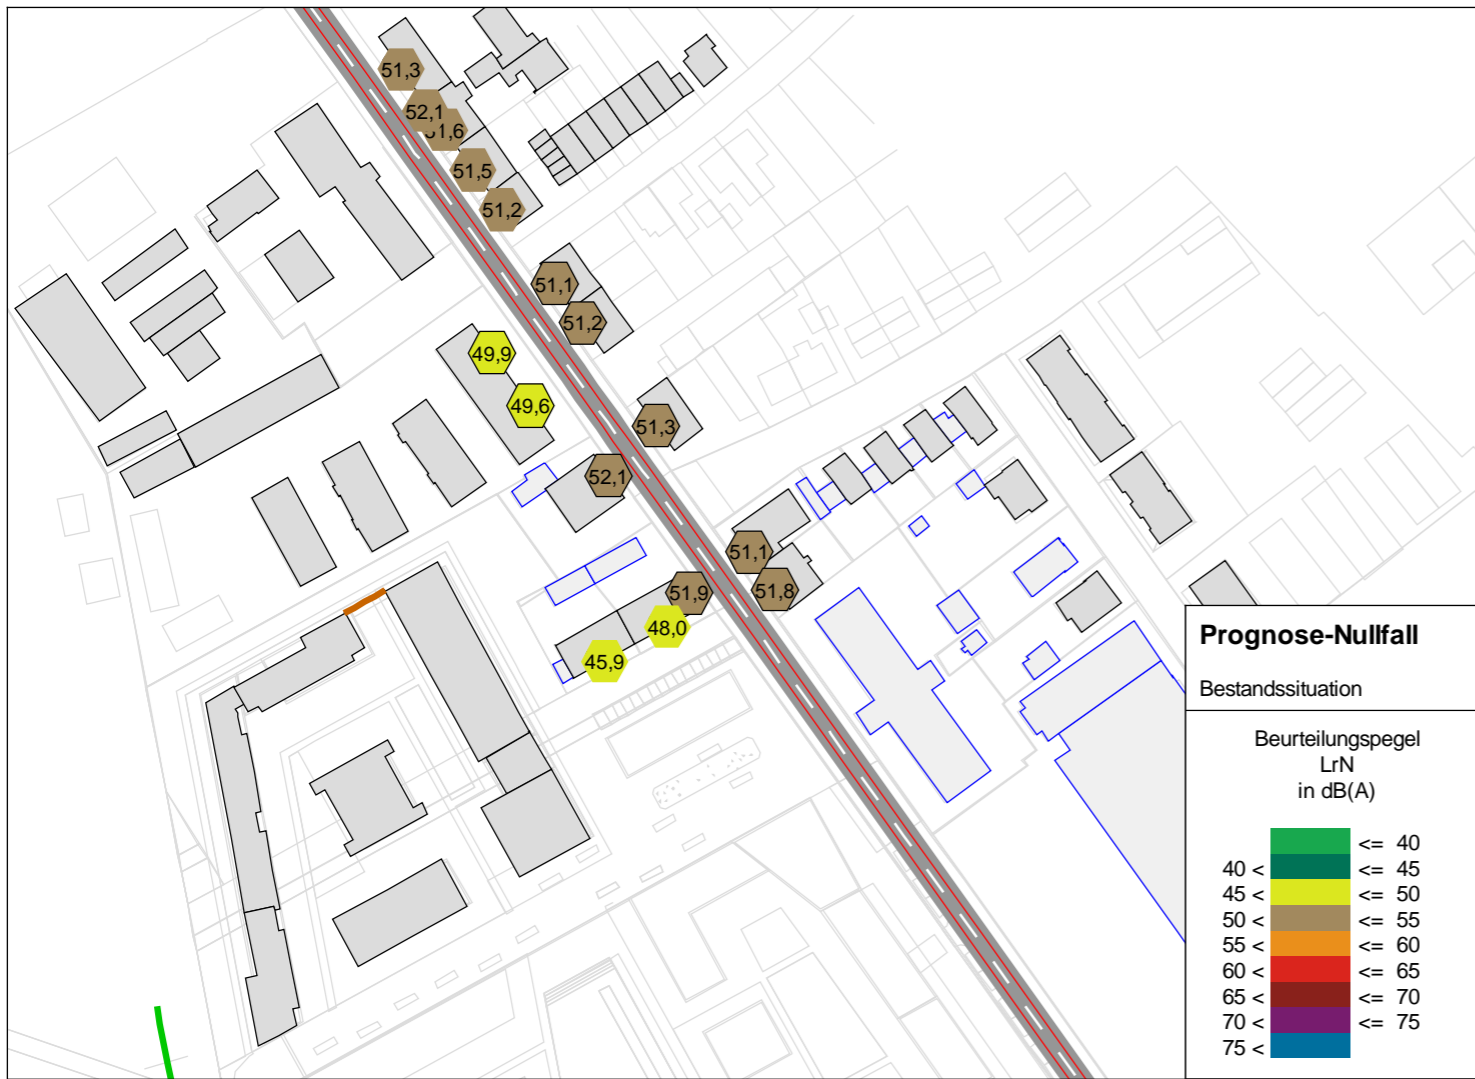 51,3
52,1
51,6
51,5
51,2
51,1
51,2
49,9
49,6
51,3
52,1
51,1
51,8
51,9
48,0
45,9
Prognose-Nullfall
Bestandssituation
Beurteilungspegel
LrN
in dB(A)
<= 40
40 < <= 45
45 < <= 50
50 < <= 55
55 < <= 60
60 < <= 65
65 < <= 70
70 < <= 75
75 <